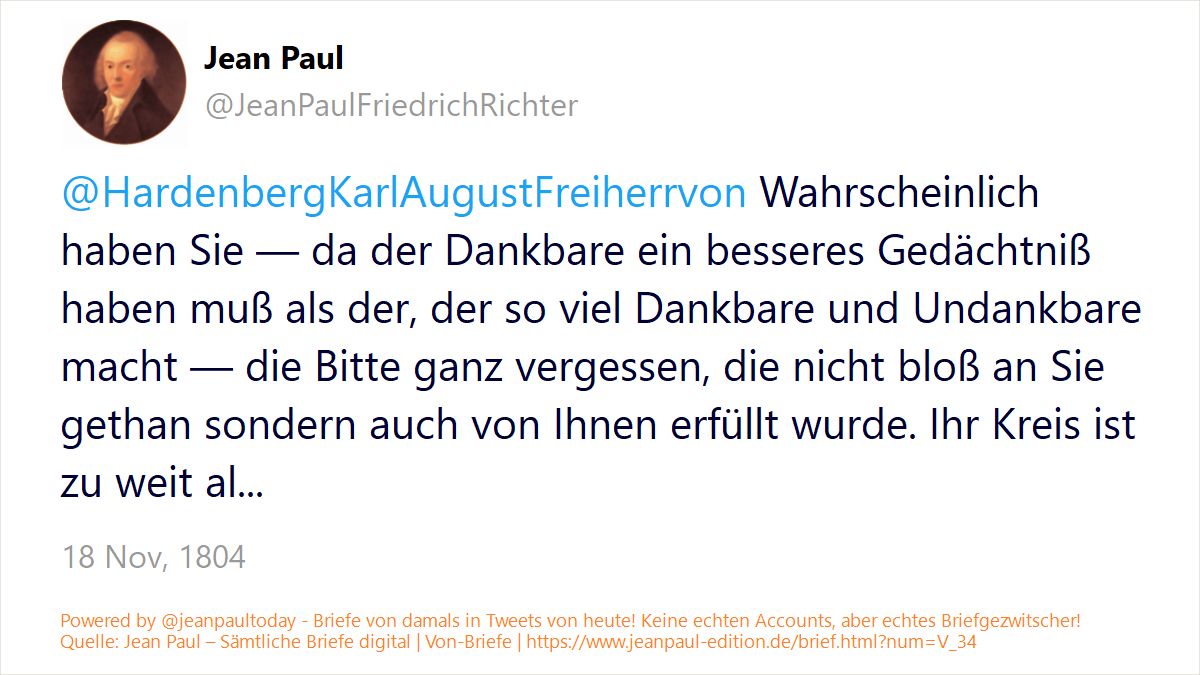 Jean Paul
@JeanPaulFriedrichRichter
@HardenbergKarlAugustFreiherrvon Wahrscheinlich
haben Sie — da der Dankbare ein besseres Gedächtniß
haben muß als der, der so viel Dankbare und Undankbare
macht — die Bitte ganz vergessen, die nicht bloß an Sie
gethan sondern auch von Ihnen erfüllt wurde. Ihr Kreis ist
zu weit al...
18 Nov, 1804
Powered by @jeanpaultoday - Briefe von damals in Tweets von heute! Keine echten Accounts, aber echtes Briefgezwitscher!
Quelle: Jean Paul – Sämtliche Briefe digital | Von-Briefe | https://www.jeanpaul-edition.de/brief.html?num=V_34